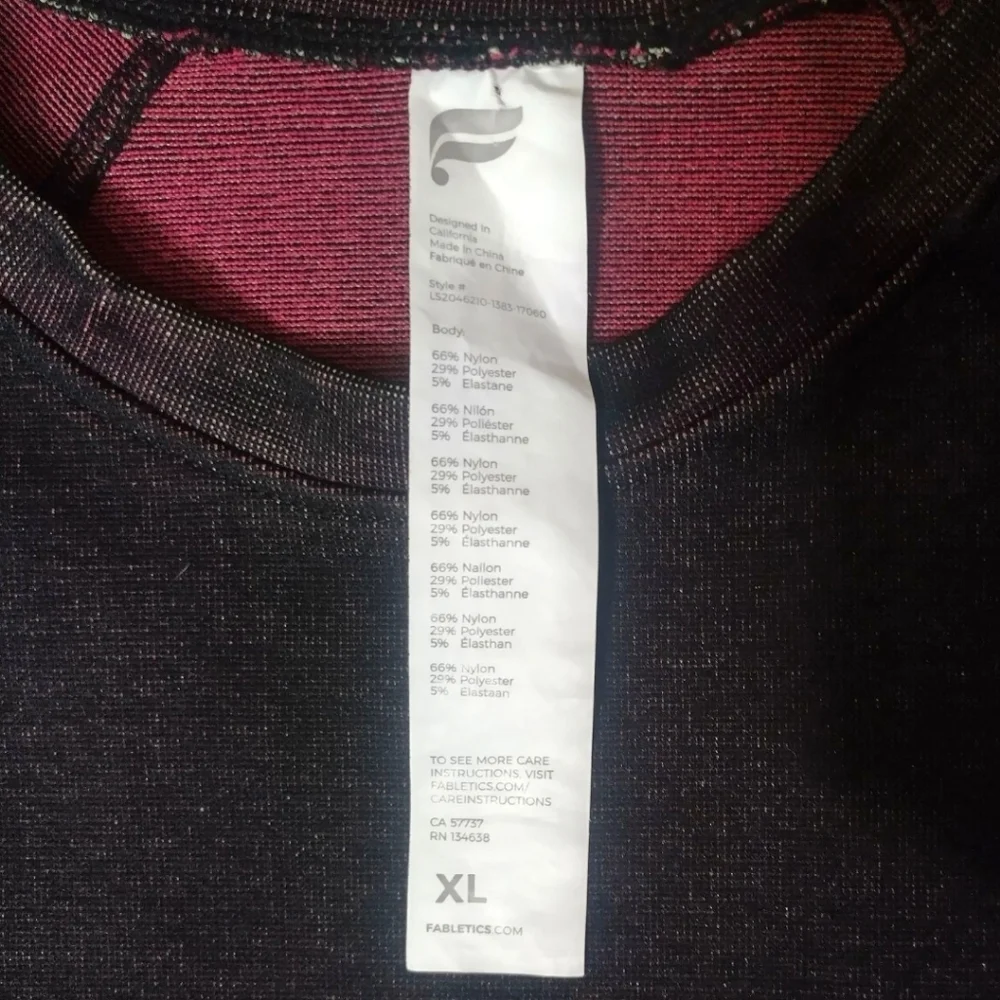 Designed in
California
Made in China
Fabriqué en Chine
Style #
LS2046210-1383-17060
Body:
66% Nylon
29% Polyester
5% Elastane
66% Nilón
29% Poliéster
5% Élasthanne
66% Nylon
29% Polyester
5% Élasthanne
66% Nylon
29% Polyester
5% Élasthanne
66% Nailon
29% Poliester
5% Élasthanne
66% Nylon
29% Polyester
5% Élasthan
66% Nylon
29% Polyester
5% Elastaan
TO SEE MORE CARE
INSTRUCTIONS, VISIT
FABLETICS.COM/
CAREINSTRUCTIONS
CA 57737
RN 134638
XL
FABLETICS.COM